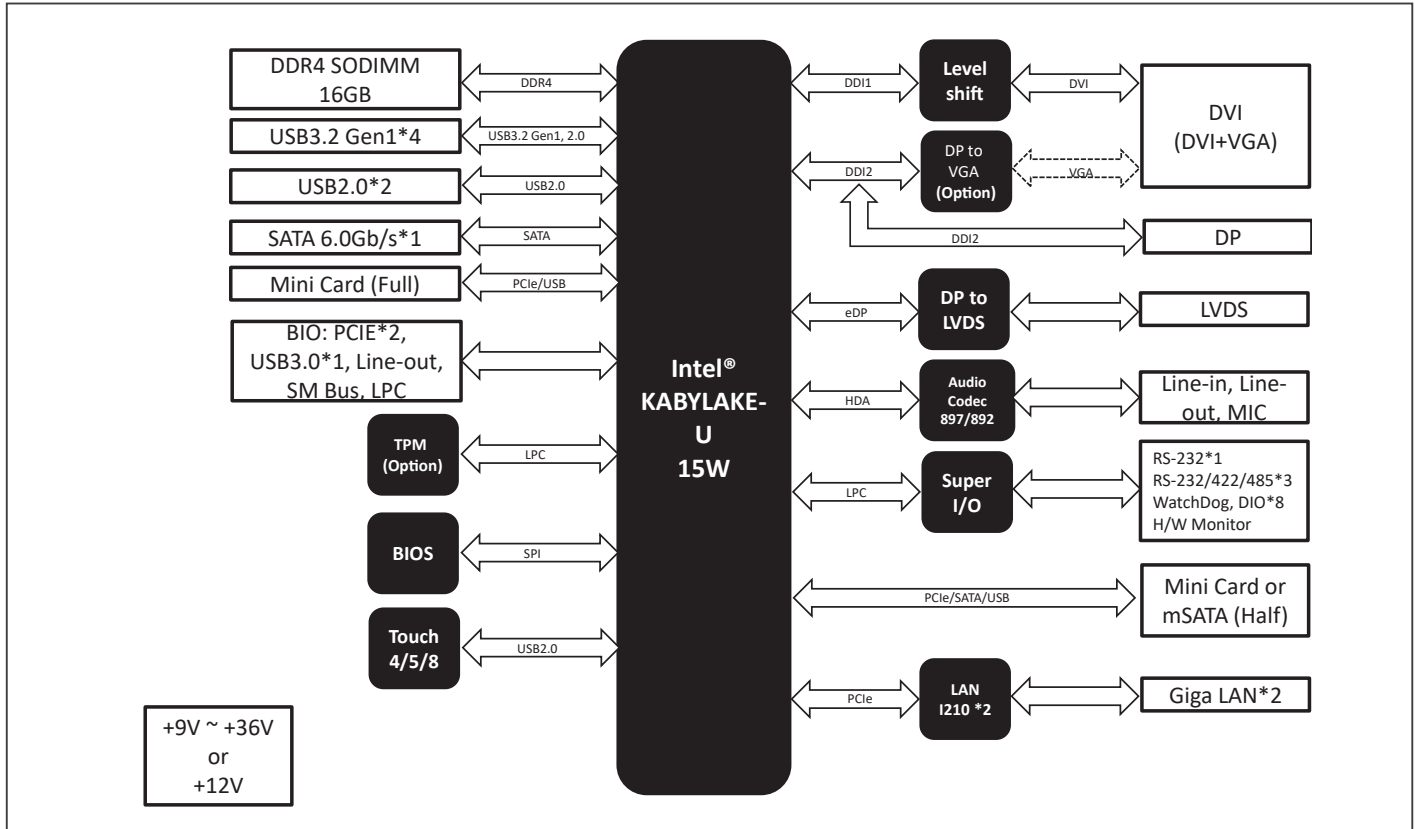 DDR4 SODIMM
16GB
DDR4
USB3.2 Gen1*4
USB3.2 Gen1, 2.0
USB2.0*2
USB2.0
SATA 6.0Gb/s*1
SATA
Mini Card (Full)
PCIe/USB
BIO: PCIE*2,
USB3.0*1, Line-out,
SM Bus, LPC
TPM
(Option)
LPC
BIOS
SPI
Touch
4/5/8
USB2.0
+9V ~ +36V
or
+12V
Intel®
KABYLAKE-
U
15W
DDI1
Level
shift
DVI
DVI
(DVI+VGA)
DDI2
DP to
VGA
(Option)
VGA
DDI2
DP
eDP
DP to
LVDS
LVDS
HDA
Audio
Codec
897/892
Line-in, Line-
out, MIC
LPC
Super
I/O
RS-232*1
RS-232/422/485*3
WatchDog, DIO*8
H/W Monitor
PCIe/SATA/USB
Mini Card or
mSATA (Half)
PCIe
LAN
I210 *2
Giga LAN*2